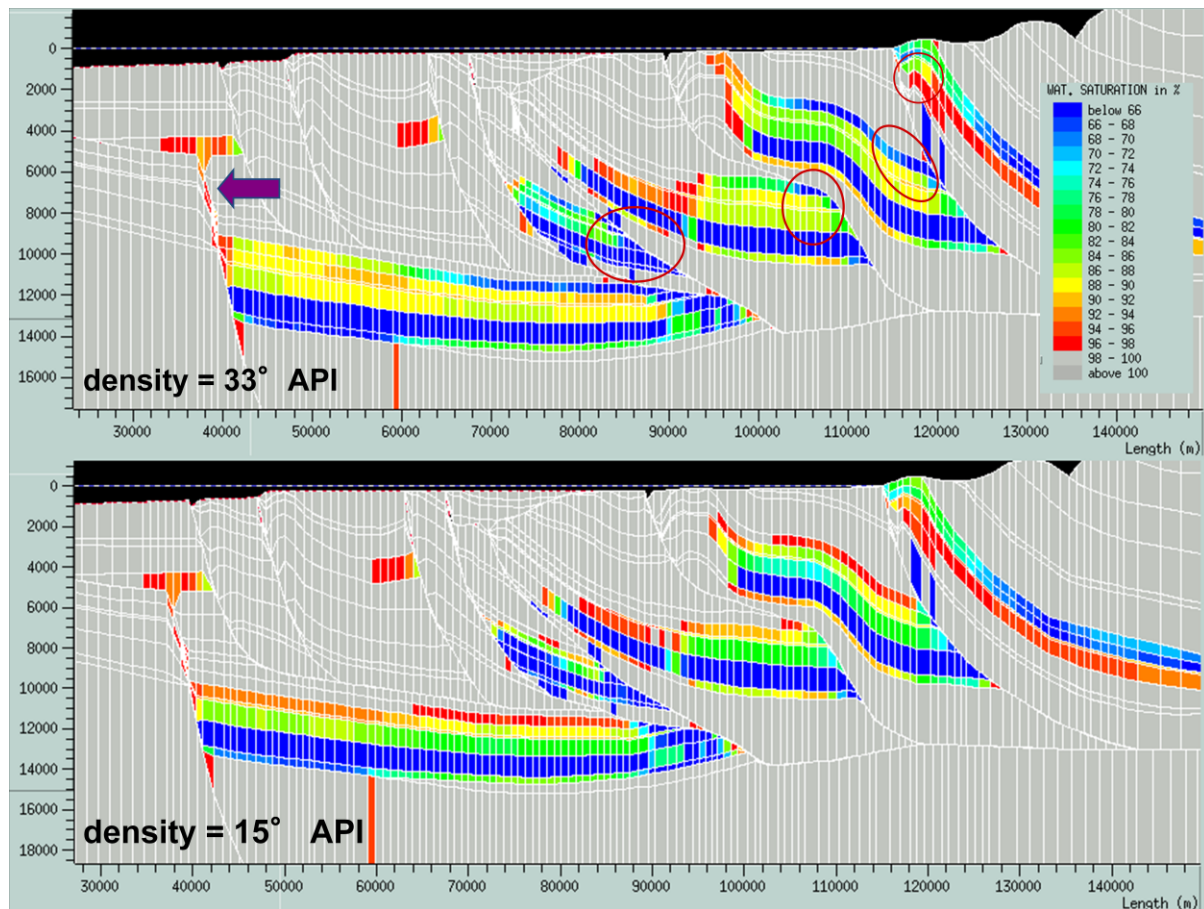 0
2000
4000
6000
8000
10000
12000
14000
16000
WAT. SATURATION in %
below 66
66 - 68
70 - 72
72 - 74
74 - 76
76 - 78
78 - 80
80 - 82
82 - 84
84 - 86
86 - 88
88 - 90
90 - 92
92 - 94
94 - 96
96 - 98
98 - 100
above 100
density = 33° API
30000 40000 50000 60000 70000 80000 90000 100000 110000 120000 130000 140000
Length (m)
0
2000
4000
6000
8000
10000
12000
14000
16000
18000
density = 15° API
30000 40000 50000 60000 70000 80000 90000 100000 110000 120000 130000 140000
Length (m)